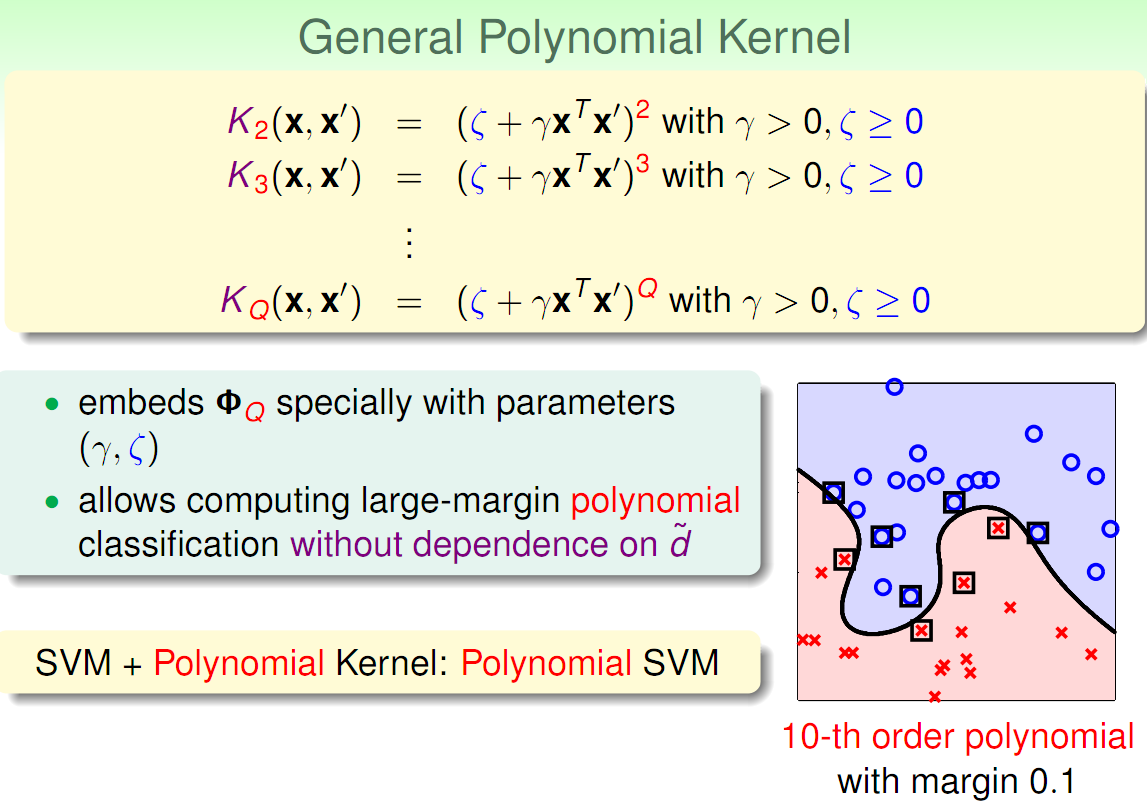 General Polynomial Kernel
K₂(x, x′) = (ζ + γxᵀx′)² with γ > 0, ζ ≥ 0
K₃(x, x′) = (ζ + γxᵀx′)³ with γ > 0, ζ ≥ 0
⋮
K_Q(x, x′) = (ζ + γxᵀx′)^Q with γ > 0, ζ ≥ 0
• embeds Φ_Q specially with parameters
(γ, ζ)
• allows computing large-margin polynomial
classification without dependence on d̃
SVM + Polynomial Kernel: Polynomial SVM
10-th order polynomial
with margin 0.1